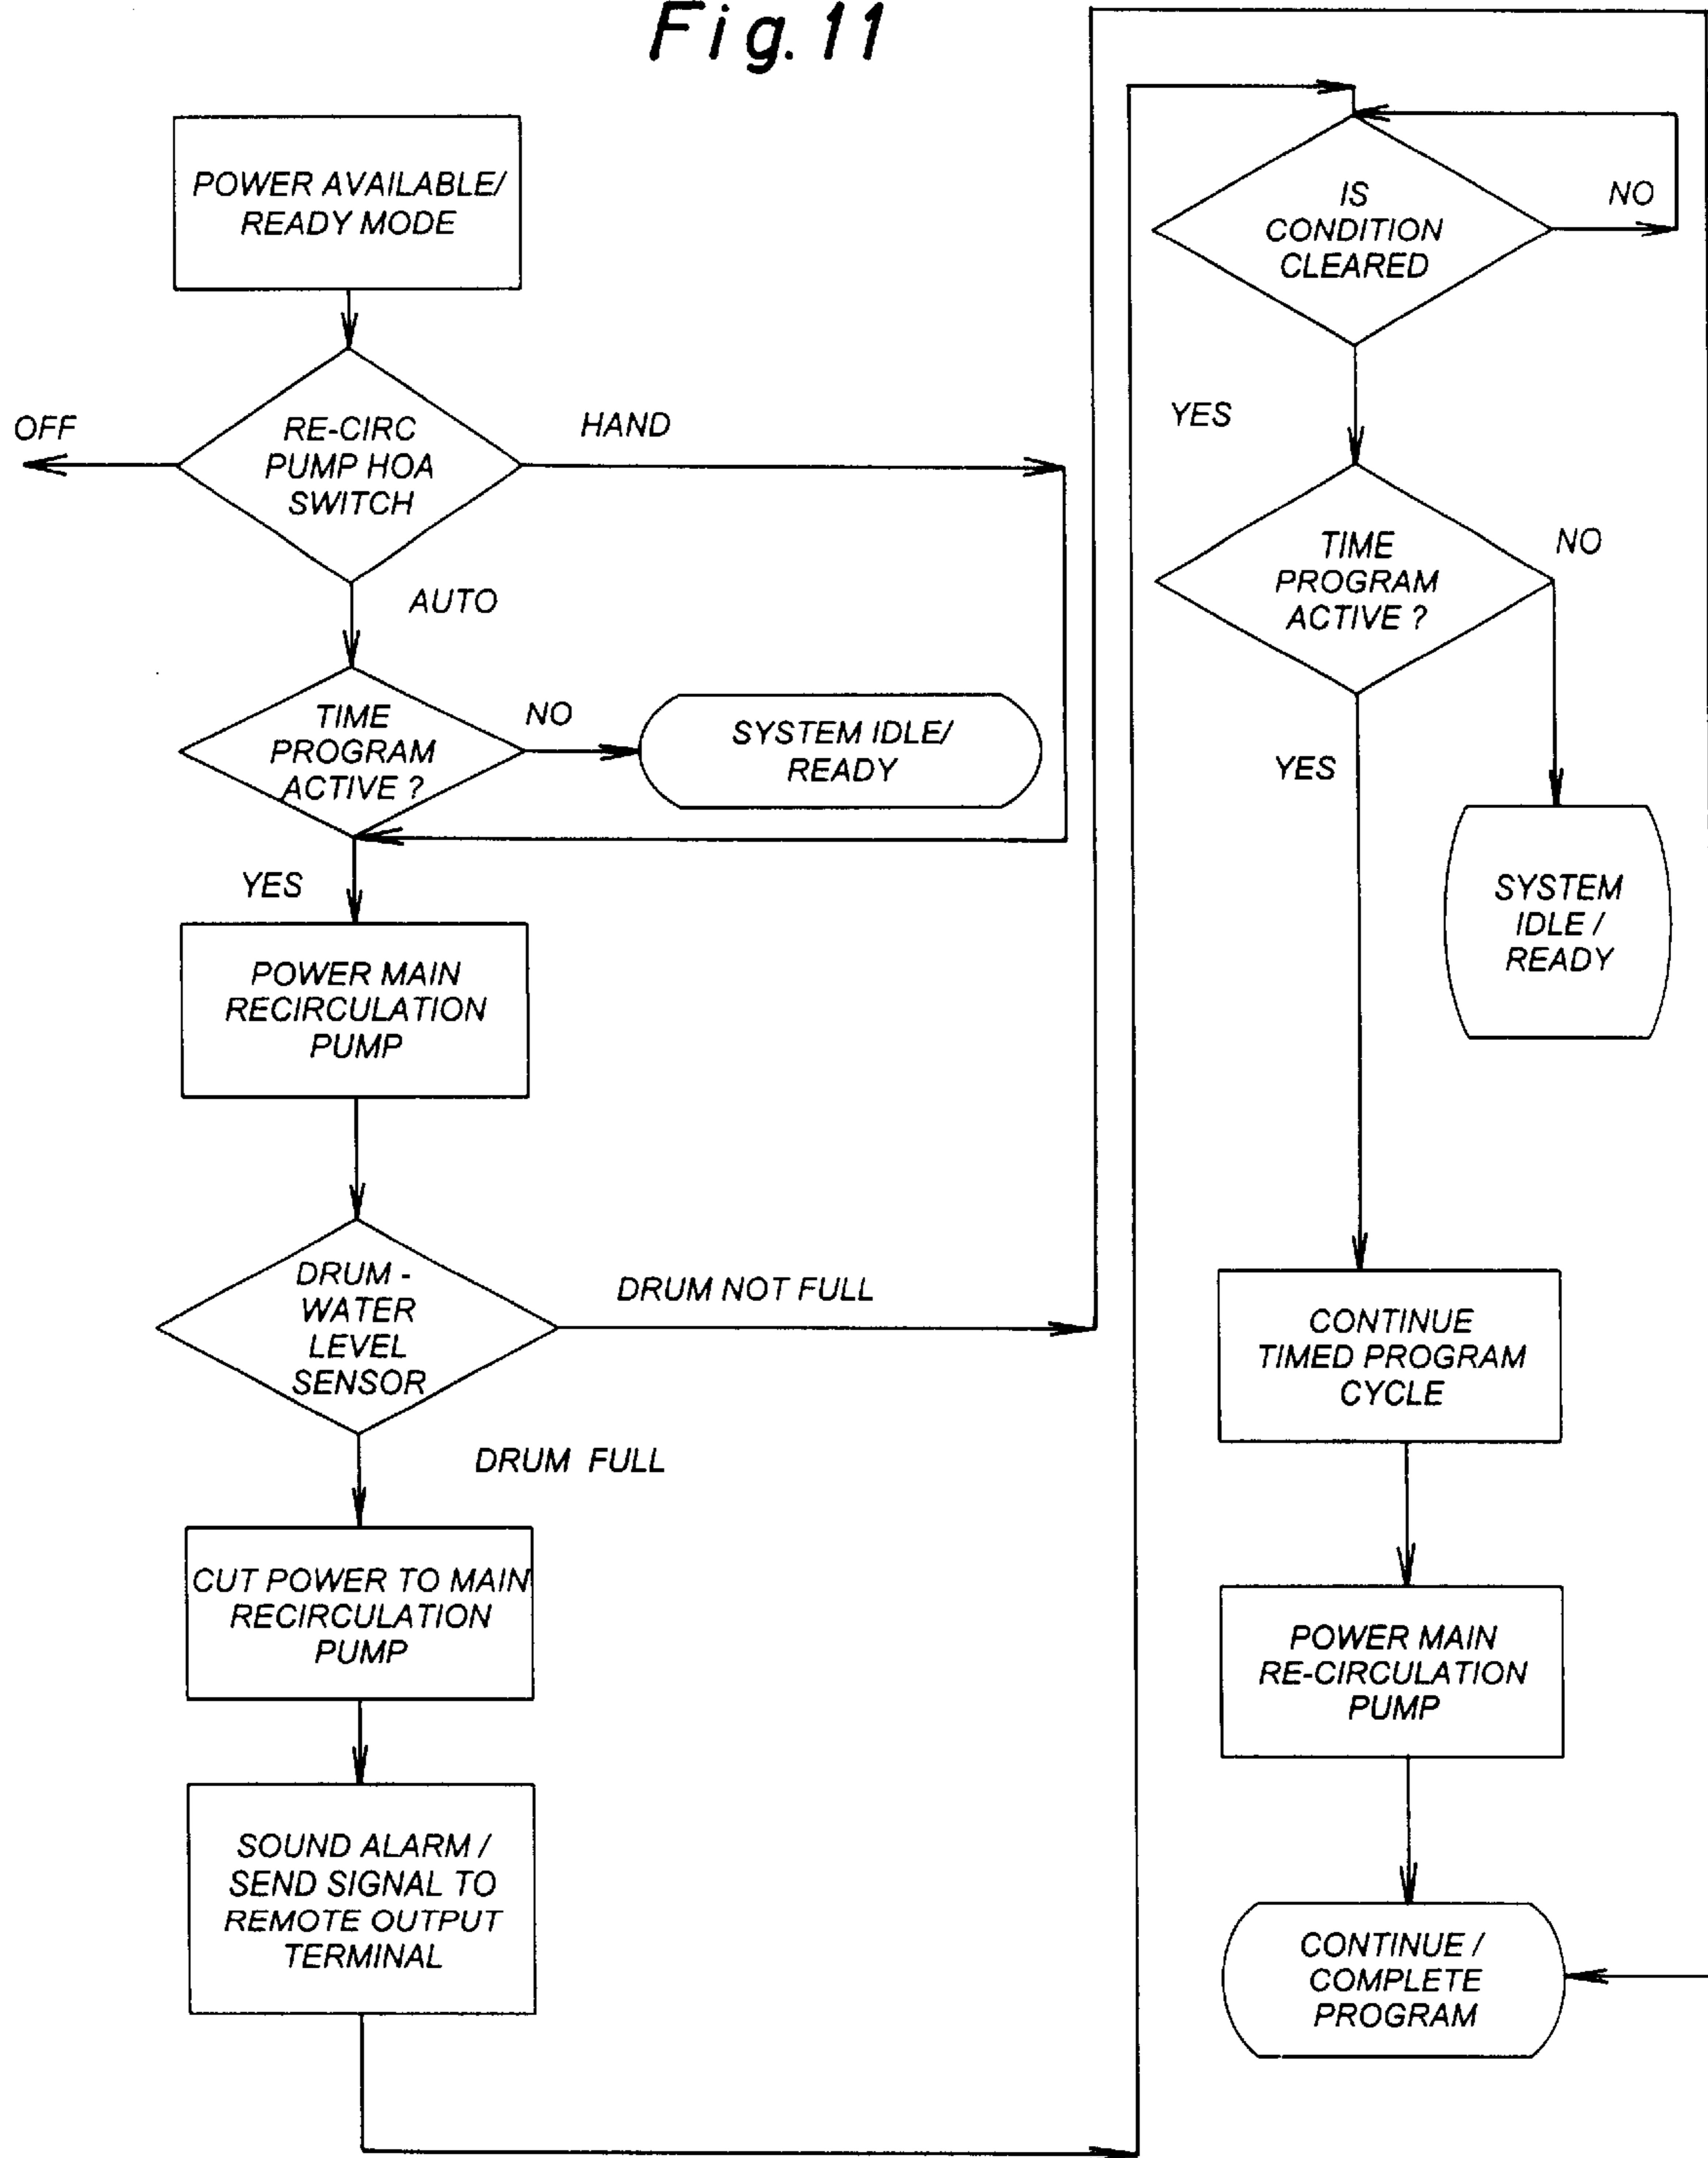 Fig. 11
POWER AVAILABLE/
READY MODE
OFF
RE-CIRC
PUMP HOA
SWITCH
HAND
AUTO
TIME
PROGRAM
ACTIVE ?
NO
SYSTEM IDLE/
READY
YES
POWER MAIN
RECIRCULATION
PUMP
DRUM -
WATER
LEVEL
SENSOR
DRUM NOT FULL
DRUM FULL
CUT POWER TO MAIN
RECIRCULATION
PUMP
SOUND ALARM /
SEND SIGNAL TO
REMOTE OUTPUT
TERMINAL
IS
CONDITION
CLEARED
NO
YES
TIME
PROGRAM
ACTIVE ?
NO
YES
SYSTEM
IDLE /
READY
CONTINUE
TIMED PROGRAM
CYCLE
POWER MAIN
RE-CIRCULATION
PUMP
CONTINUE /
COMPLETE
PROGRAM